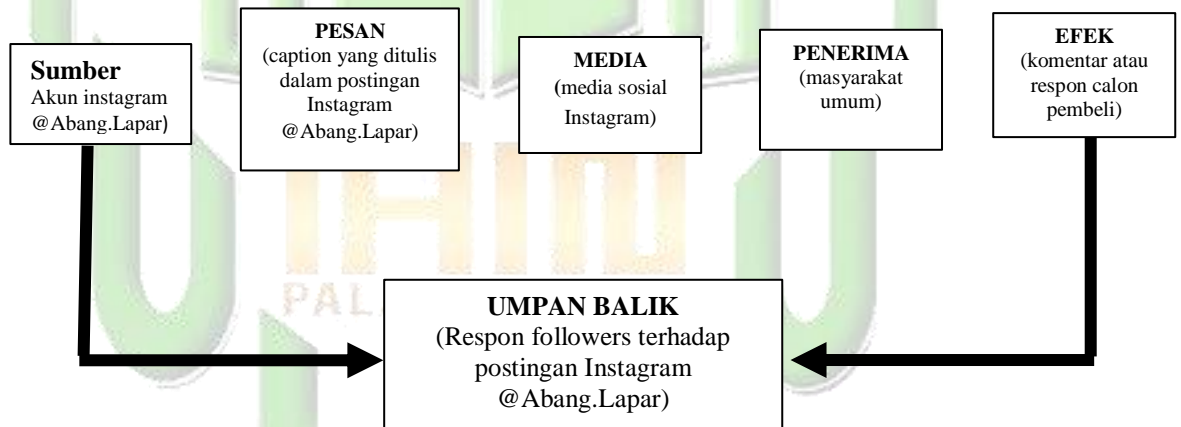 Sumber
Akun instagram
@Abang.Lapar)
PESAN
(caption yang ditulis
dalam postingan
Instagram
@Abang.Lapar)
MEDIA
(media sosial
Instagram)
PENERIMA
(masyarakat
umum)
EFEK
(komentar atau
respon calon
pembeli)
UMPAN BALIK
(Respon followers terhadap
postingan Instagram
@Abang.Lapar)